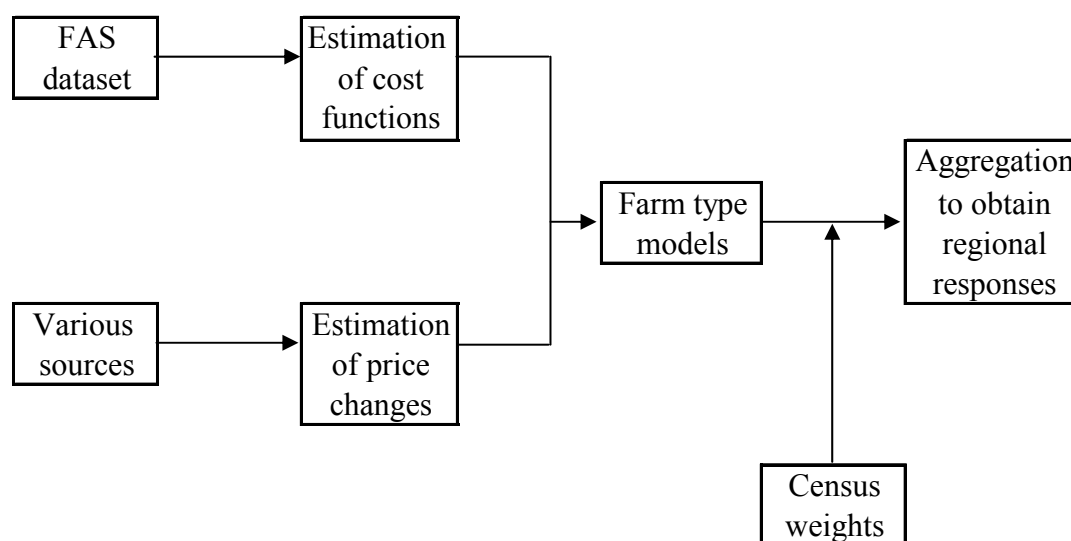 FAS
dataset
Estimation
of cost
functions
Various
sources
Estimation
of price
changes
Farm type
models
Aggregation
to obtain
regional
responses
Census
weights